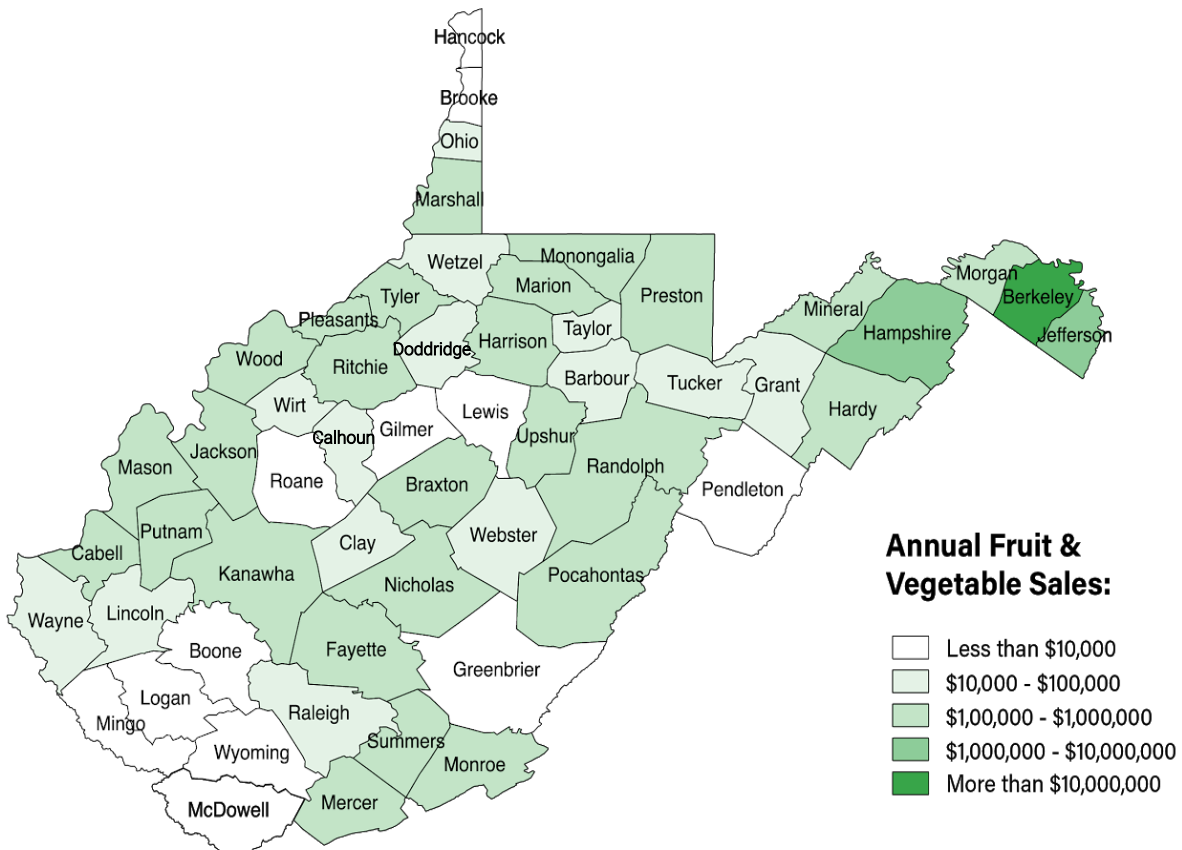 Hancock
Brooke
Ohio
Marshall
Wetzel
Monongalia
Marion
Preston
Tyler
Pleasants
Doddridge
Harrison
Taylor
Wood
Ritchie
Barbour
Tucker
Grant
Mineral
Hampshire
Morgan
Berkeley
Jefferson
Hardy
Wirt
Calhoun
Gilmer
Lewis
Upshur
Randolph
Pendleton
Mason
Jackson
Roane
Braxton
Webster
Cabell
Putnam
Kanawha
Clay
Nicholas
Pocahontas
Wayne
Lincoln
Boone
Fayette
Greenbrier
Mingo
Logan
Raleigh
Wyoming
Summers
Monroe
McDowell
Mercer
Annual Fruit &
Vegetable Sales:
Less than $10,000
$10,000 - $100,000
$1,00,000 - $1,000,000
$1,000,000 - $10,000,000
More than $10,000,000